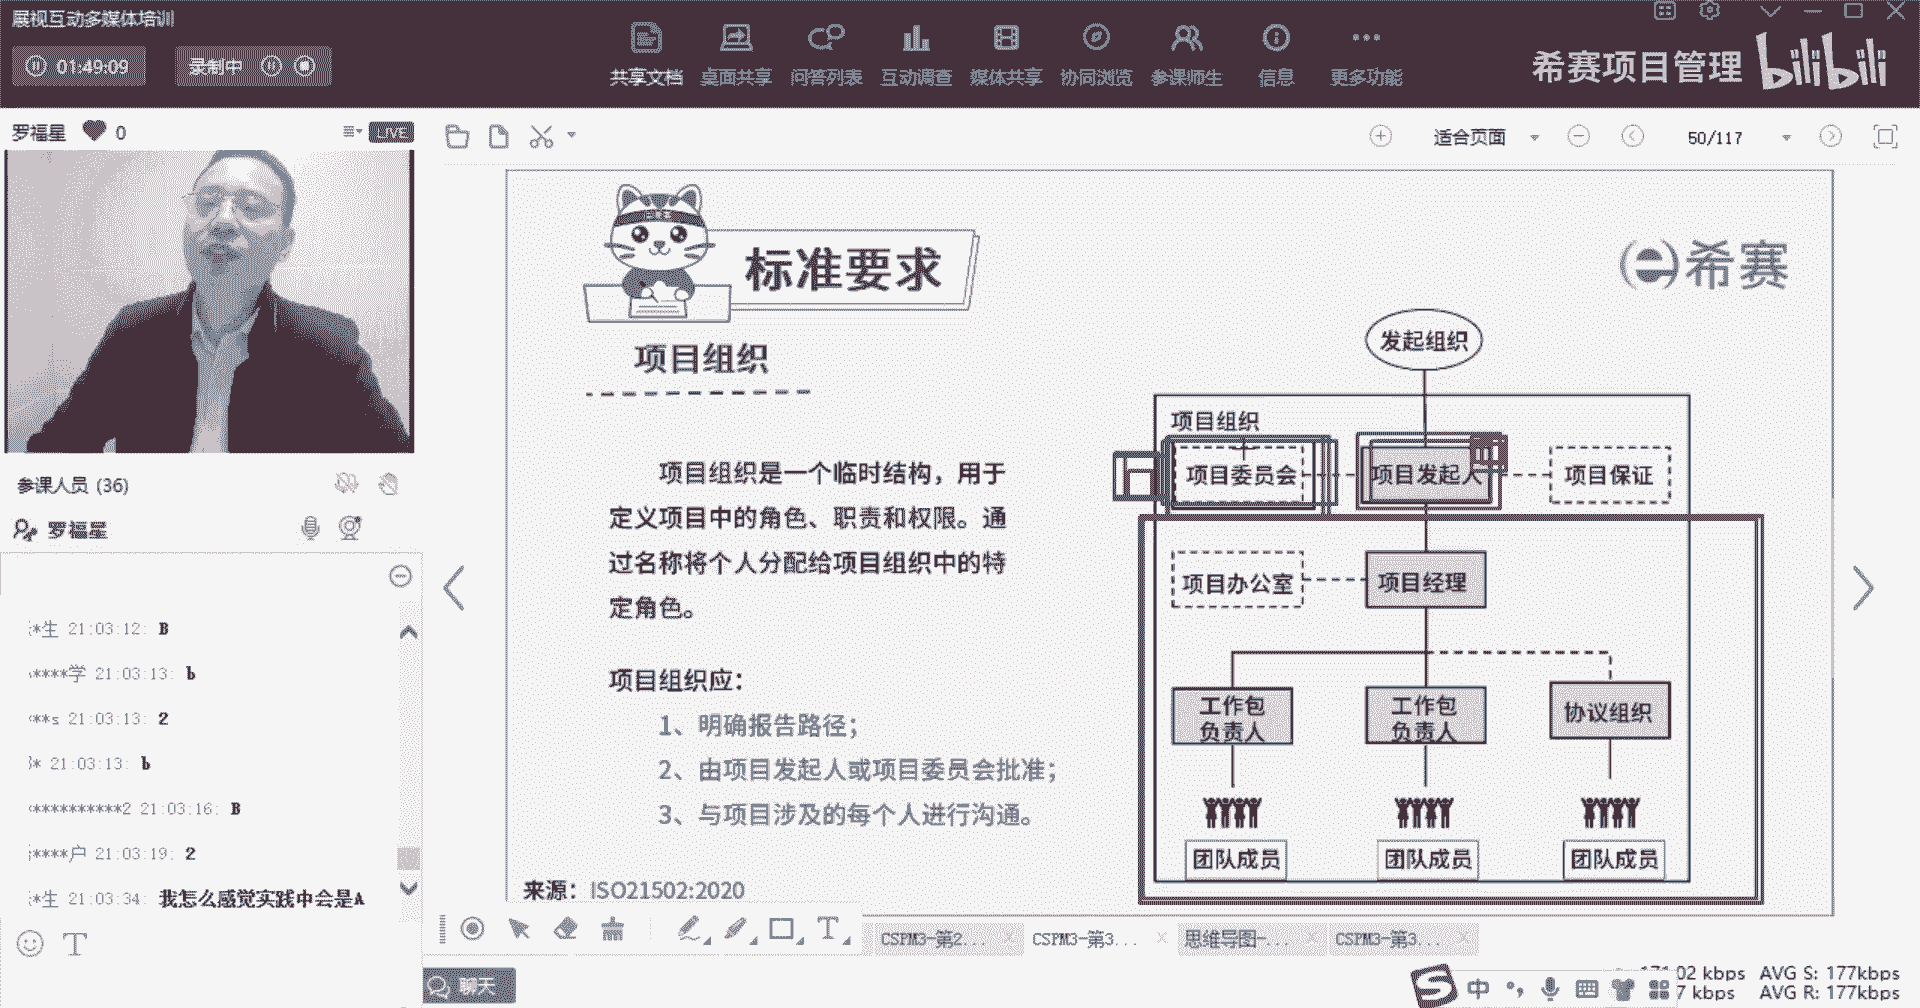 展视互动多媒体培训
01:49:09
录制中
共享文档 桌面共享 问答列表 互动调查 媒体共享 协同浏览 参课师生 信息 更多功能
希赛项目管理 bilibili
罗福星 0 LIVE
适合页面
50/117
标准要求
希赛
项目组织
项目组织是一个临时结构，用于
定义项目中的角色、职责和权限。通
过名称将个人分配给项目组织中的特
定角色。
项目组织应：
1、明确报告路径；
2、由项目发起人或项目委员会批准；
3、与项目涉及的每个人进行沟通。
来源：ISO21502:2020
发起组织
项目组织
项目委员会 项目发起人 项目保证
项目办公室 项目经理
工作包
负责人
工作包
负责人
协议组织
团队成员 团队成员 团队成员
参课人员 (36)
罗福星
*生 21:03:12: B
****学 21:03:13: b
**s 21:03:13: 2
* 21:03:13: b
**********2 21:03:16: B
****户 21:03:19: 2
*生 21:03:34: 我怎么感觉实践中会是A
T
T
CSPM3-第2... CSPM3-第3... 思维导图-... CSPM3-第3...
聊天
中
02 kbps AVG S: 177kbps
7 kbps AVG R: 177kbps